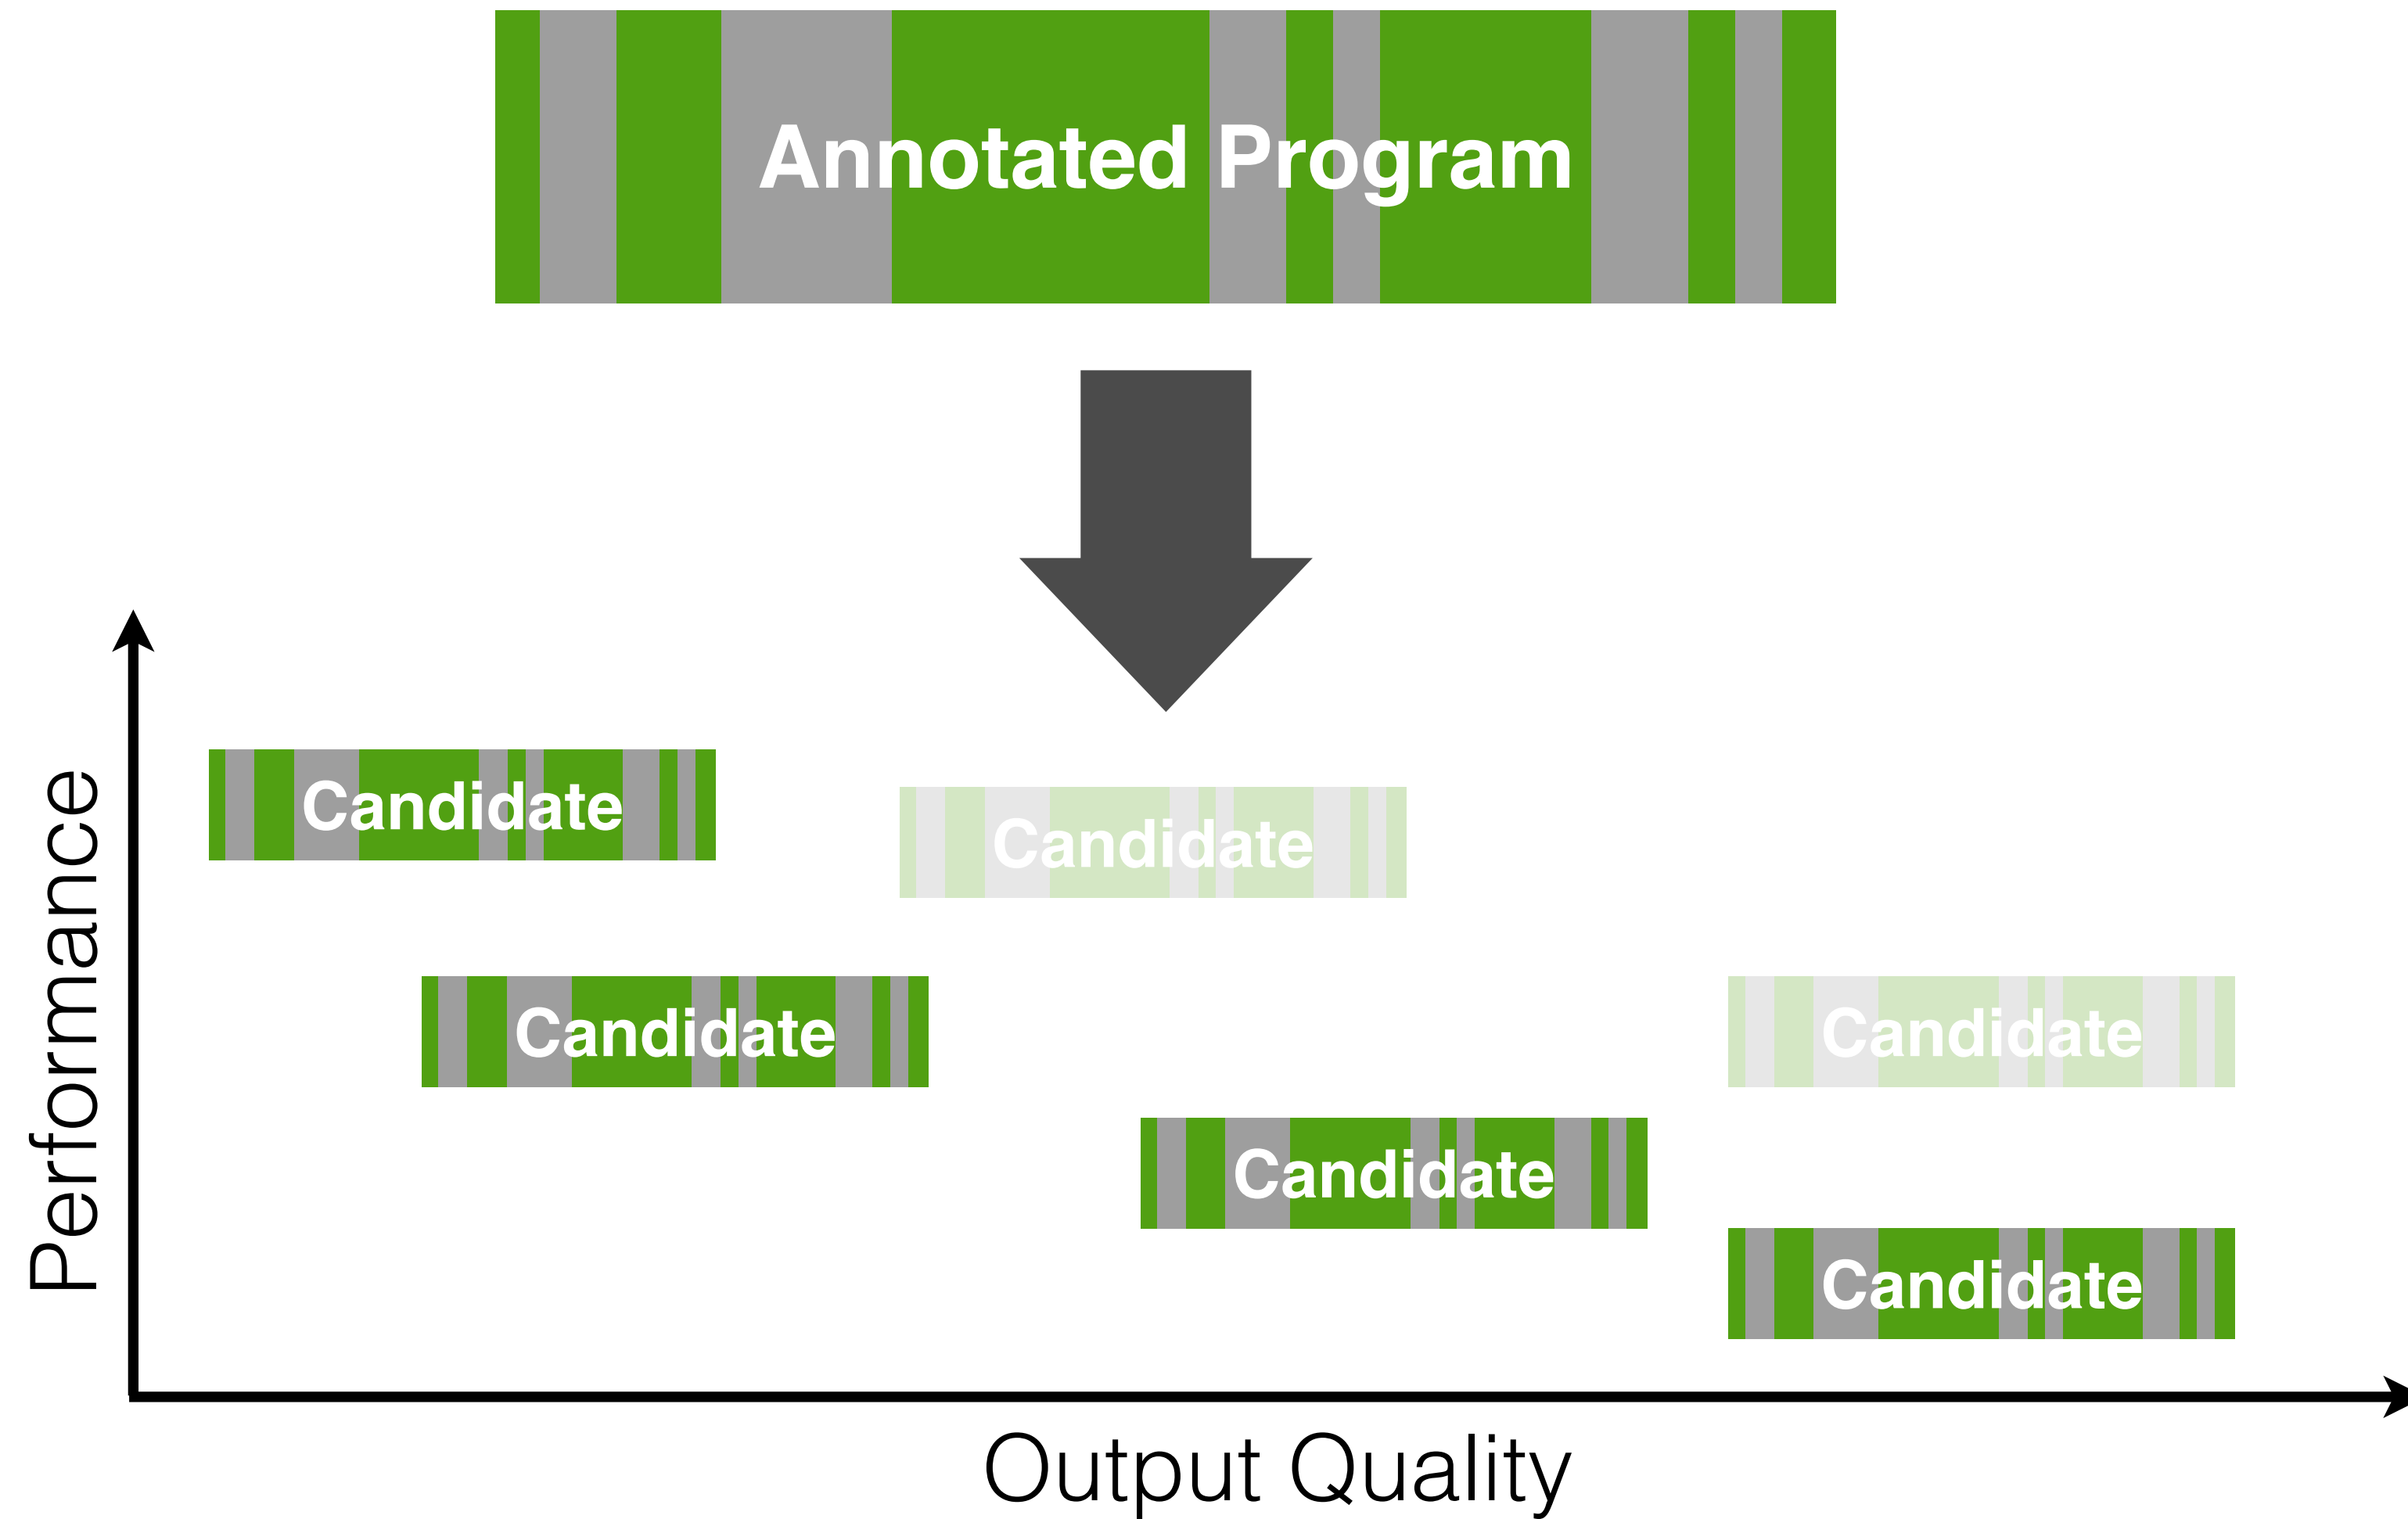 Annotated Program
Performance
Candidate
Candidate
Candidate
Candidate
Candidate
Candidate
Output Quality